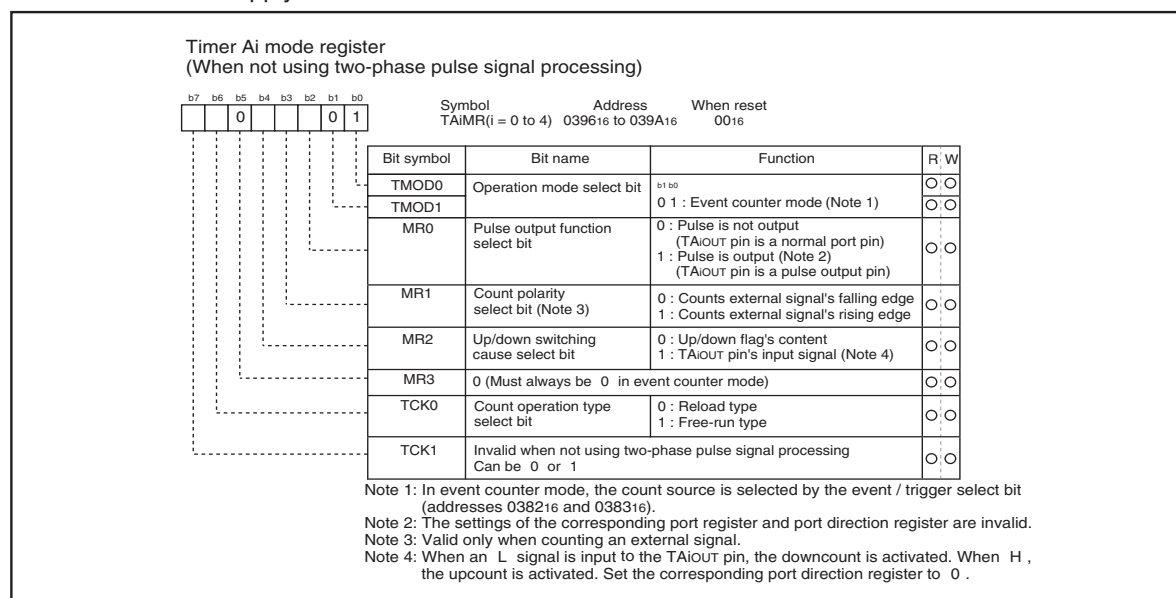 Timer Ai mode register
(When not using two-phase pulse signal processing)
b7 b6 b5 b4 b3 b2 b1 b0
0 0 1
Symbol Address When reset
TAiMR(i = 0 to 4) 039616 to 039A16 0016
Bit symbol Bit name Function R W
TMOD0 Operation mode select bit b1 b0
TMOD1 0 1 : Event counter mode (Note 1)
MR0 Pulse output function 0 : Pulse is not output
select bit (TAiOUT pin is a normal port pin)
1 : Pulse is output (Note 2)
(TAiOUT pin is a pulse output pin)
MR1 Count polarity 0 : Counts external signal's falling edge
select bit (Note 3) 1 : Counts external signal's rising edge
MR2 Up/down switching 0 : Up/down flag's content
cause select bit 1 : TAiOUT pin's input signal (Note 4)
MR3 0 (Must always be 0 in event counter mode)
TCK0 Count operation type 0 : Reload type
select bit 1 : Free-run type
TCK1 Invalid when not using two-phase pulse signal processing
Can be 0 or 1
Note 1: In event counter mode, the count source is selected by the event / trigger select bit
(addresses 038216 and 038316).
Note 2: The settings of the corresponding port register and port direction register are invalid.
Note 3: Valid only when counting an external signal.
Note 4: When an L signal is input to the TAiOUT pin, the downcount is activated. When H ,
the upcount is activated. Set the corresponding port direction register to 0 .